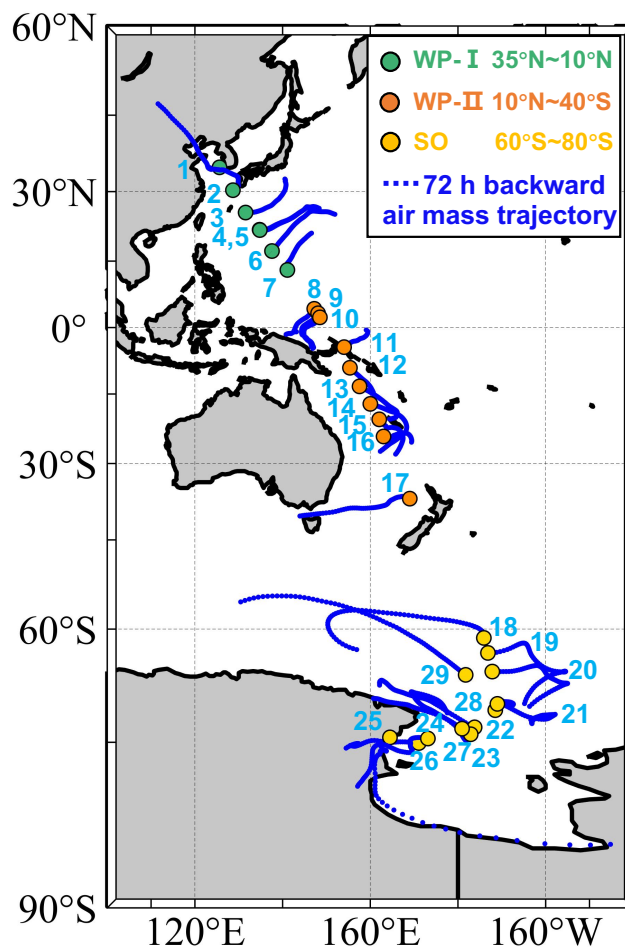 60°N
WP-Ⅰ 35°N~10°N
WP-Ⅱ 10°N~40°S
SO 60°S~80°S
72 h backward
air mass trajectory
1
30°N
2
3
4,5
6
7
8
9
10
0°
11
12
13
14
15
16
30°S
17
60°S
18
19
20
29
28
21
25
24
22
26
27
23
90°S
120°E
160°E
160°W